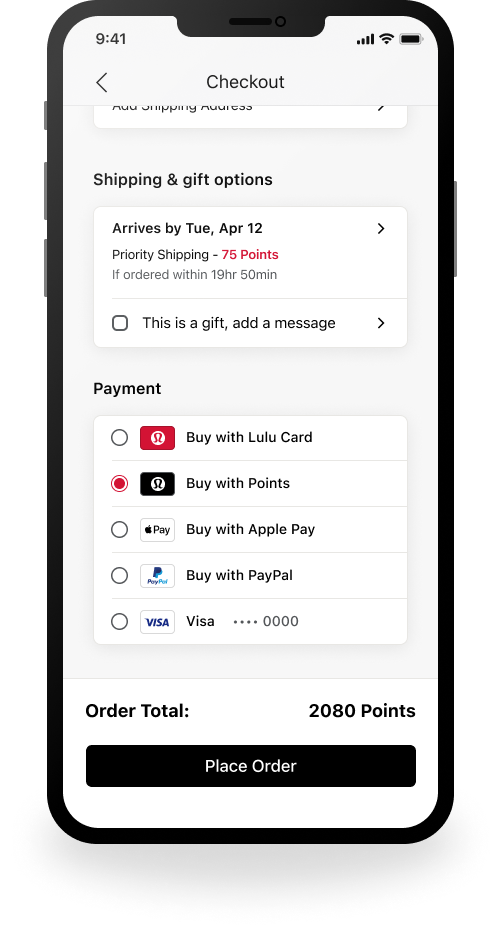 9:41
Checkout
Add Shipping Address
Shipping & gift options
Arrives by Tue, Apr 12
Priority Shipping - 75 Points
If ordered within 19hr 50min
This is a gift, add a message
Payment
Buy with Lulu Card
Buy with Points
Pay Buy with Apple Pay
PayPal Buy with PayPal
VISA Visa •••• 0000
Order Total: 2080 Points
Place Order